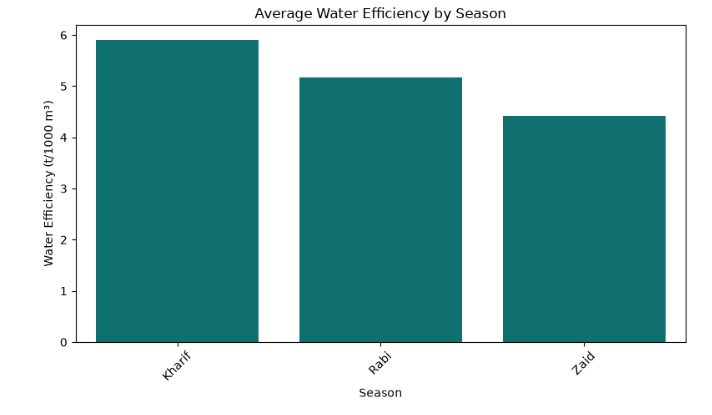 Average Water Efficiency by Season
Water Efficiency (t/1000 m³)
6
5
4
3
2
1
0
Kharif
Rabi
Zaid
Season